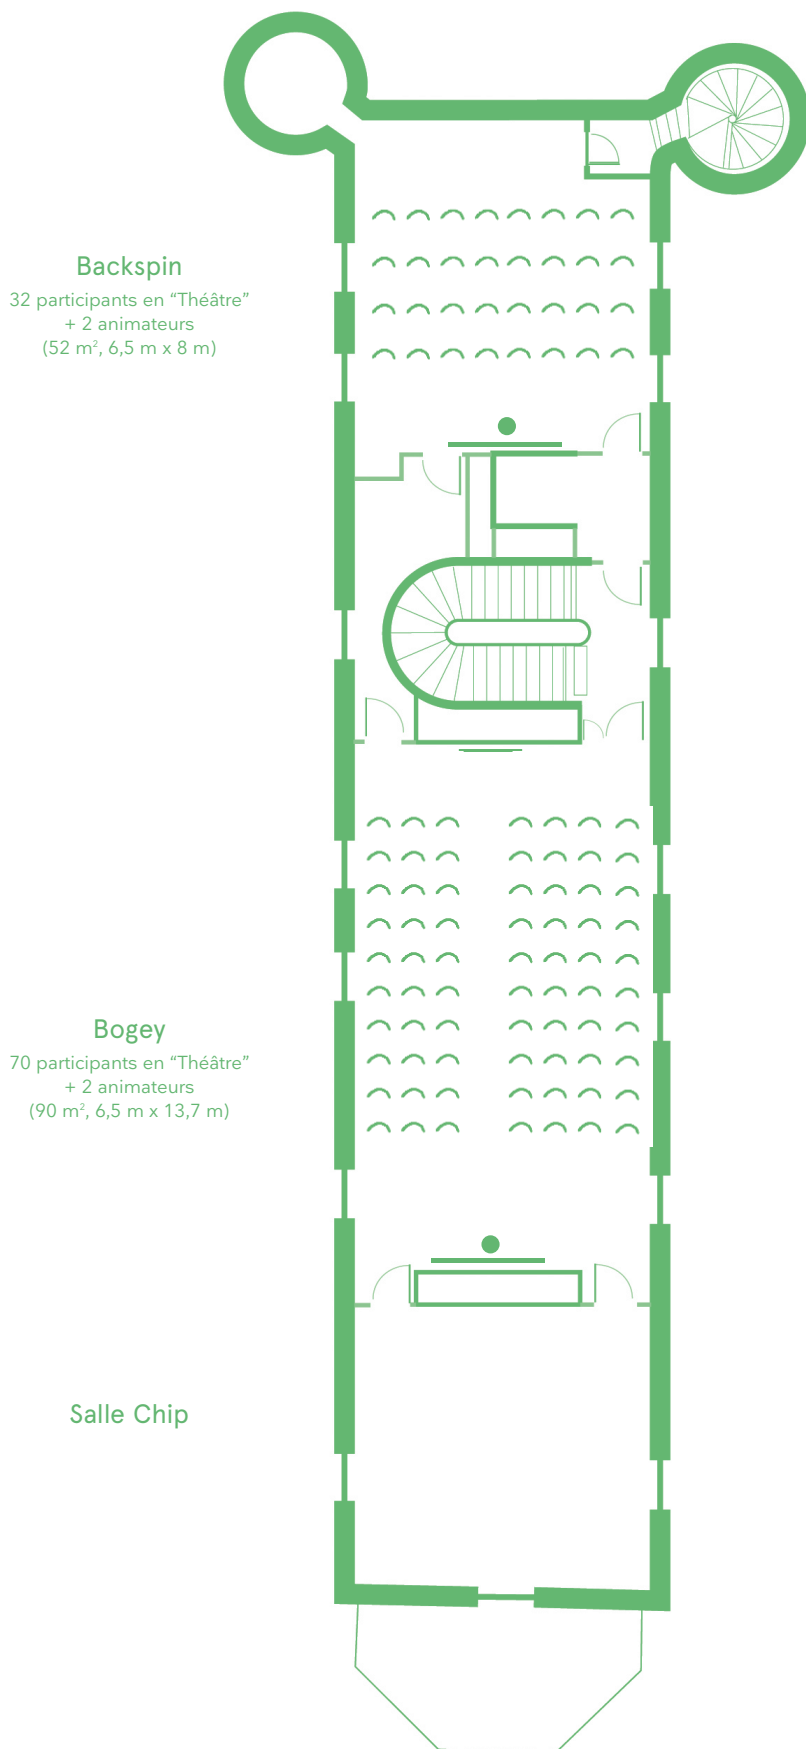 Backspin
32 participants en “Théâtre”
+ 2 animateurs
(52 m², 6,5 m x 8 m)
Bogey
70 participants en “Théâtre”
+ 2 animateurs
(90 m², 6,5 m x 13,7 m)
Salle Chip